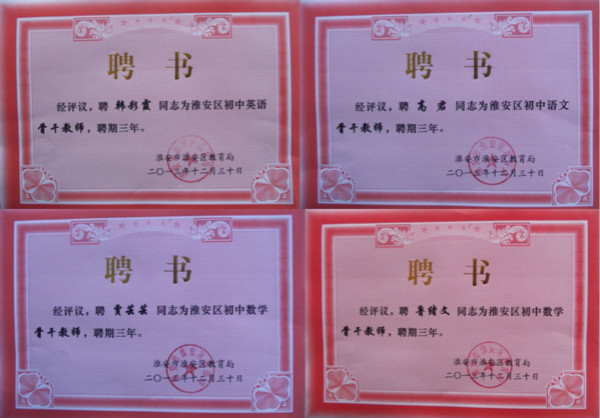 聘 书
经评议，聘 韩彩霞 同志为淮安区初中英语
骨干教师，聘期三年。
淮安市淮安区教育局
二〇一三年十二月三十日
聘 书
经评议，聘 高 君 同志为淮安区初中语文
骨干教师，聘期三年。
淮安市淮安区教育局
二〇一三年十二月三十日
聘 书
经评议，聘 贾芸芸 同志为淮安区初中数学
骨干教师，聘期三年。
淮安市淮安区教育局
二〇一三年十二月三十日
聘 书
经评议，聘 鲁绪文 同志为淮安区初中数学
骨干教师，聘期三年。
淮安市淮安区教育局
二〇一三年十二月三十日